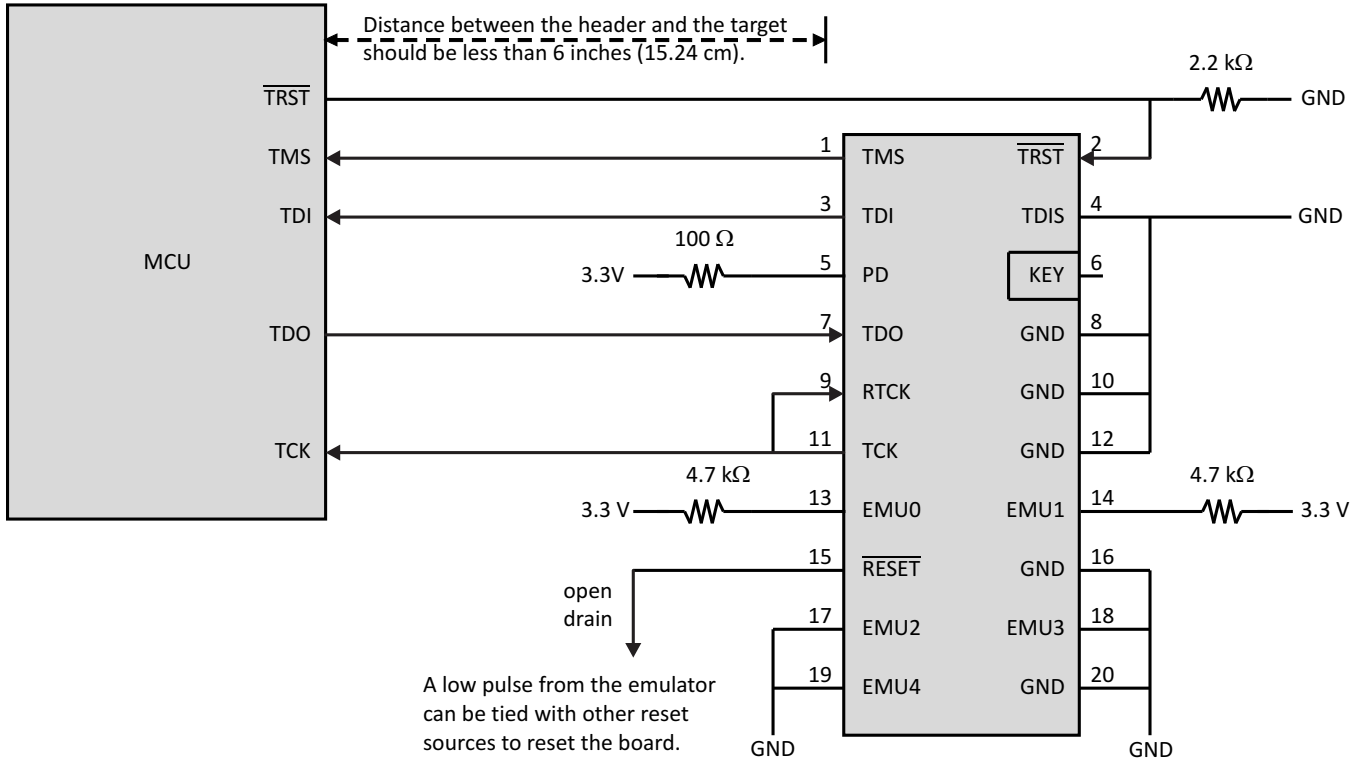 Distance between the header and the target
should be less than 6 inches (15.24 cm).
2.2 kΩ
TRST
GND
1
TMS
TRST
2
TMS
3
TDI
TDIS
4
TDI
GND
100 Ω
MCU
3.3V
5
PD
KEY
6
TDO
7
TDO
GND
8
9
RTCK
GND
10
TCK
11
TCK
GND
12
4.7 kΩ
4.7 kΩ
3.3 V
13
EMU0
EMU1
14
3.3 V
15
RESET
GND
16
open
drain
17
EMU2
EMU3
18
19
EMU4
GND
20
A low pulse from the emulator
can be tied with other reset
sources to reset the board.
GND
GND